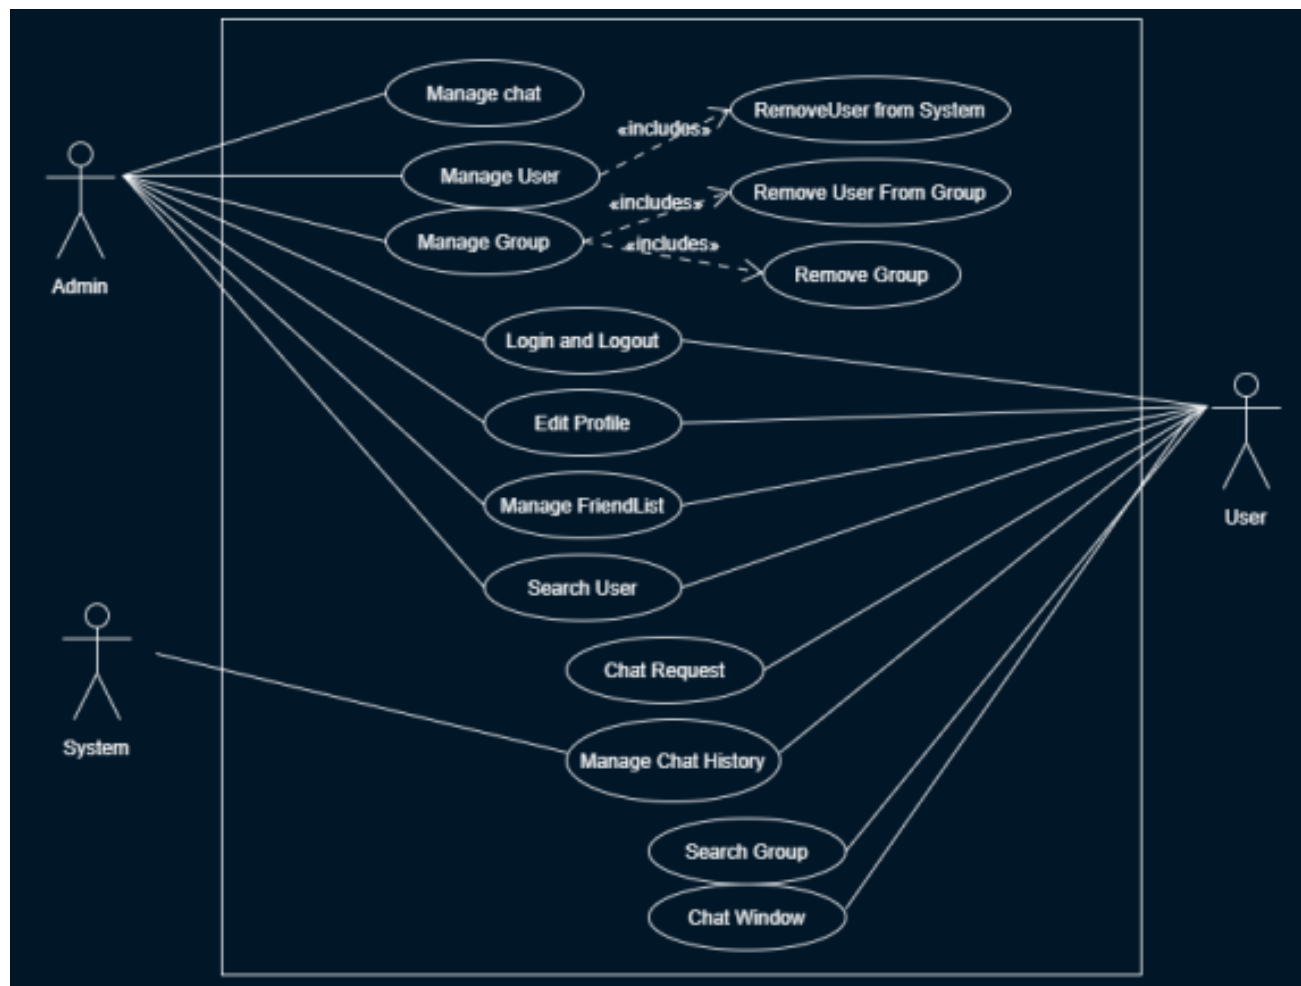 Manage chat
RemoveUser from System
«includes»
Manage User
Remove User From Group
«includes»
Manage Group
«includes»
Remove Group
Admin
Login and Logout
Edit Profile
Manage FriendList
User
Search User
Chat Request
System
Manage Chat History
Search Group
Chat Window